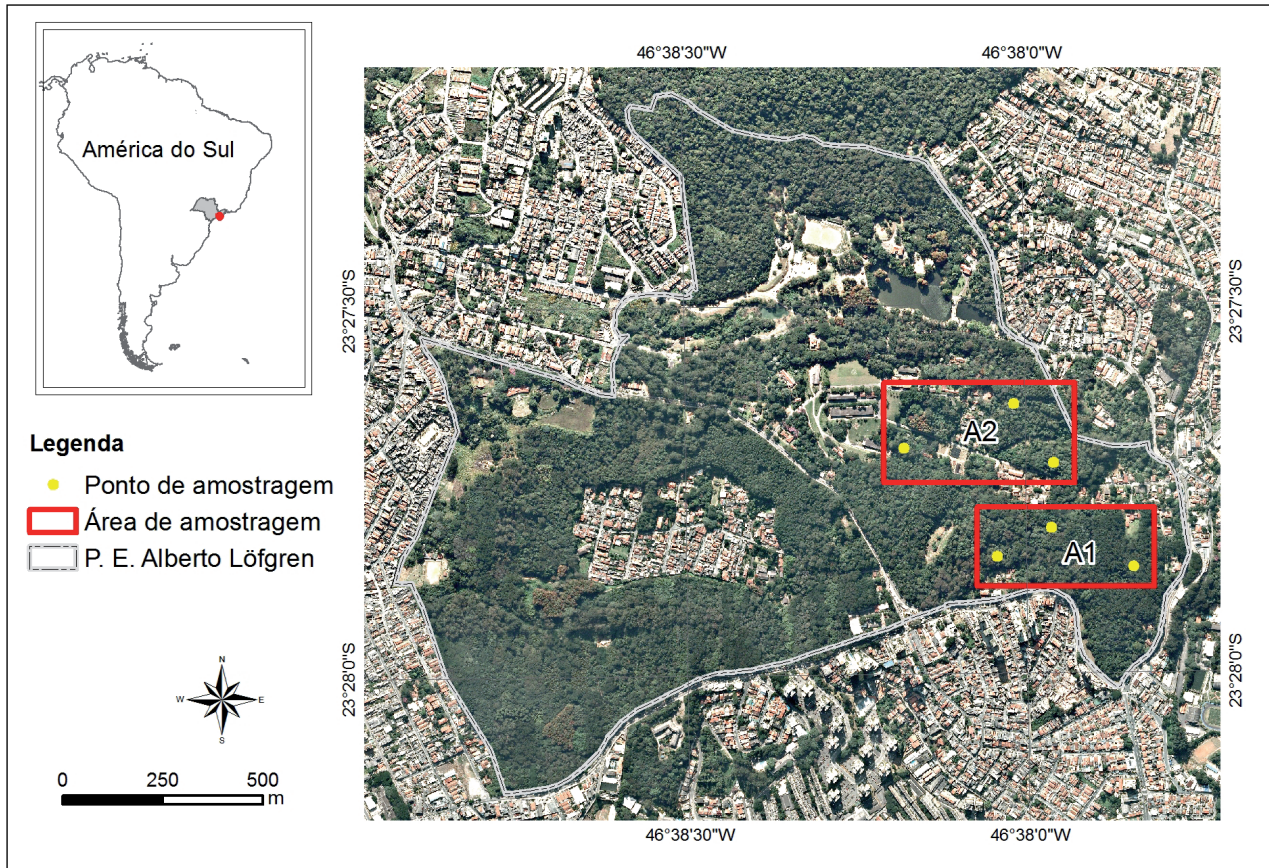 América do Sul
Legenda
Ponto de amostragem
Área de amostragem
P. E. Alberto Löfgren
N
W
E
S
0
250
500
m
46°38'30"W
46°38'0"W
23°27'30"S
23°27'30"S
A2
A1
23°28'0"S
23°28'0"S
46°38'30"W
46°38'0"W